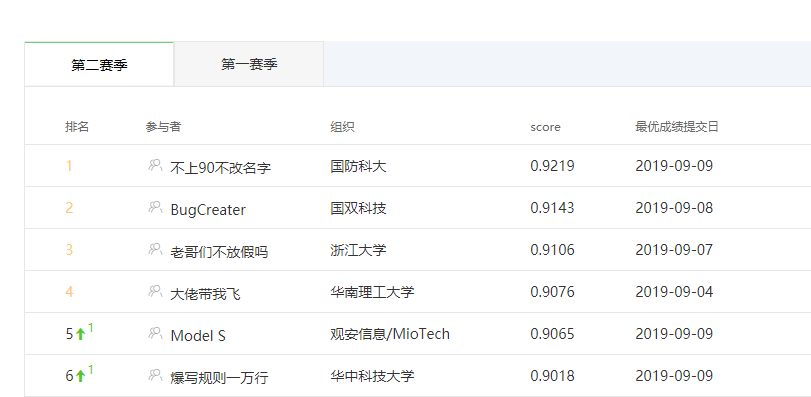 第二赛季 第一赛季
排名 参与者 组织 score 最优成绩提交日
1 不上90不改名字 国防科大 0.9219 2019-09-09
2 BugCreater 国双科技 0.9143 2019-09-08
3 老哥们不放假吗 浙江大学 0.9106 2019-09-07
4 大佬带我飞 华南理工大学 0.9076 2019-09-04
5 1 Model S 观安信息/MioTech 0.9065 2019-09-09
6 1 爆写规则一万行 华中科技大学 0.9018 2019-09-09